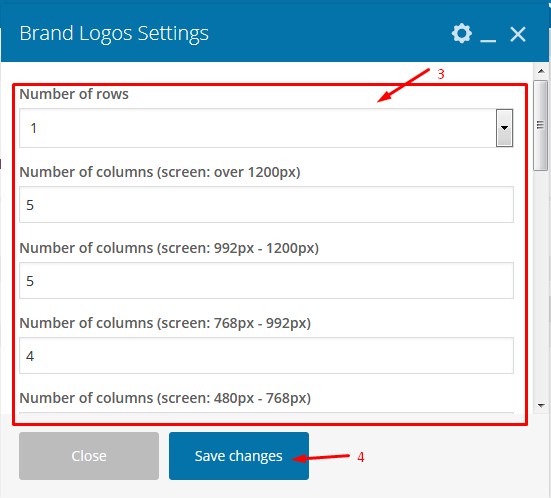 Brand Logos Settings
3
Number of rows
1
Number of columns (screen: over 1200px)
5
Number of columns (screen: 992px - 1200px)
5
Number of columns (screen: 768px - 992px)
4
Number of columns (screen: 480px - 768px)
Close
Save changes
4